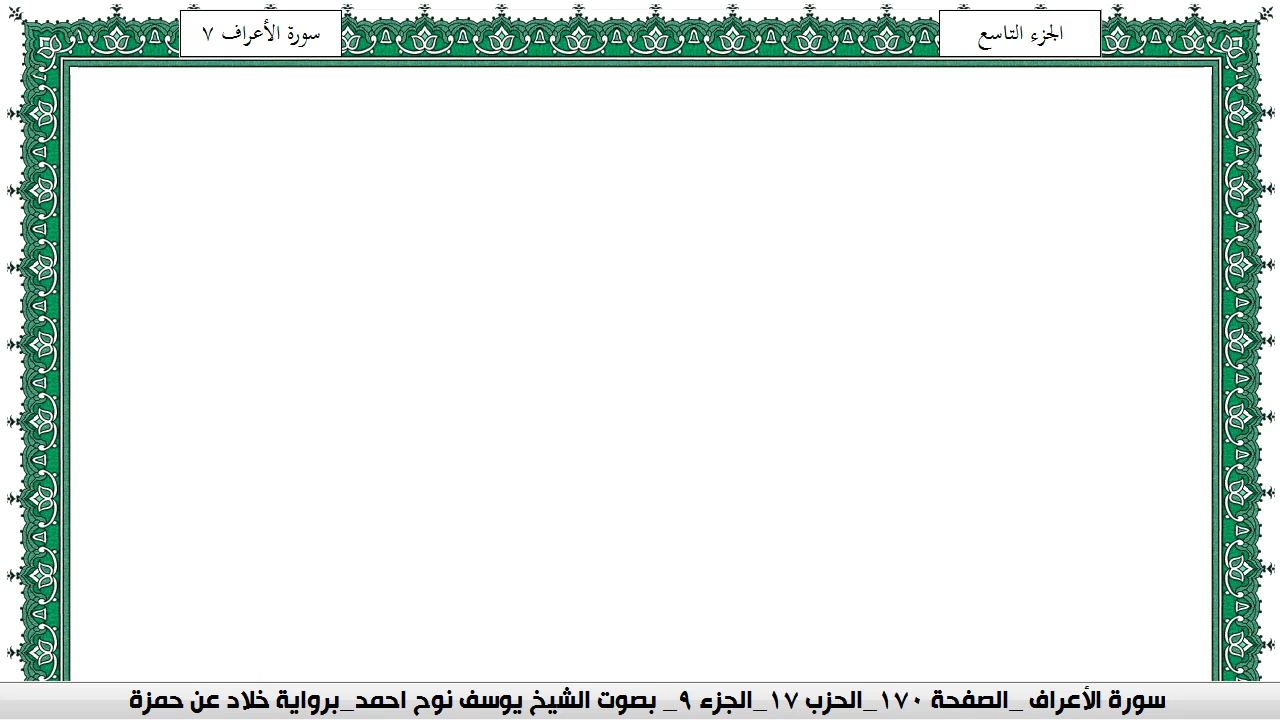 الجزء التاسع
سورة الأعراف ٧
سورة الأعراف _الصفحة ١٧٠_الحزب ١٧_الجزء ٩_ بصوت الشيخ يوسف نوح احمد_برواية خلاد عن حمزة